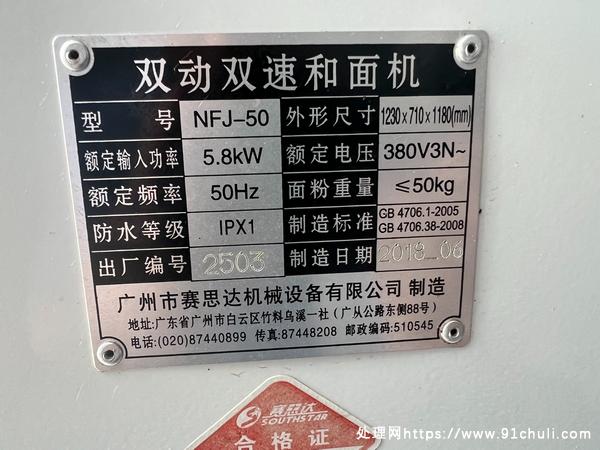 双动双速和面机
型 号 NFJ-50 外形尺寸 1230x710x1180(mm)
额定输入功率 5.8kW 额定电压 380V3N~
额定频率 50Hz 面粉重量 ≤50kg
防水等级 IPX1 制造标准 GB 4706.1-2005 GB 4706.38-2008
出厂编号 2503 制造日期 2018_06
广州市赛思达机械设备有限公司 制造
地址:广东省广州市白云区竹料乌溪一社（广从公路东侧88号）
电话:(020)87440899 传真:87448208 邮政编码:510545
赛思达
SOUTHSTAR
合格证
处理网https://www.91chuli.com